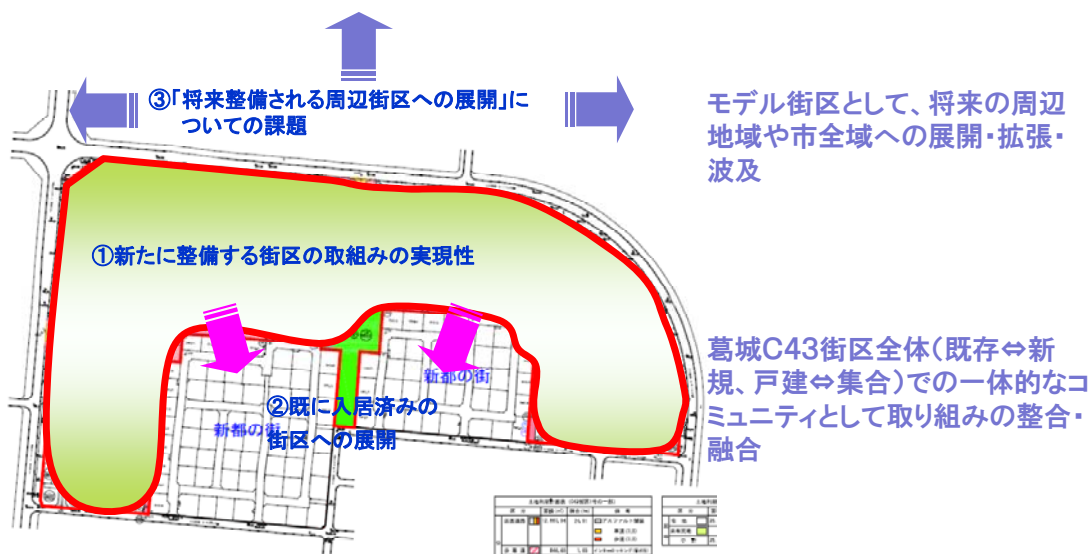 ③「将来整備される周辺街区への展開」に
ついての課題
モデル街区として、将来の周辺
地域や市全域への展開・拡張・
波及
①新たに整備する街区の取組みの実現性
葛城C43街区全体(既存⇔新
規、戸建⇔集合)での一体的なコ
ミュニティとして取り組みの整合・
融合
新都の街
②既に入居済みの
街区への展開
新都の街